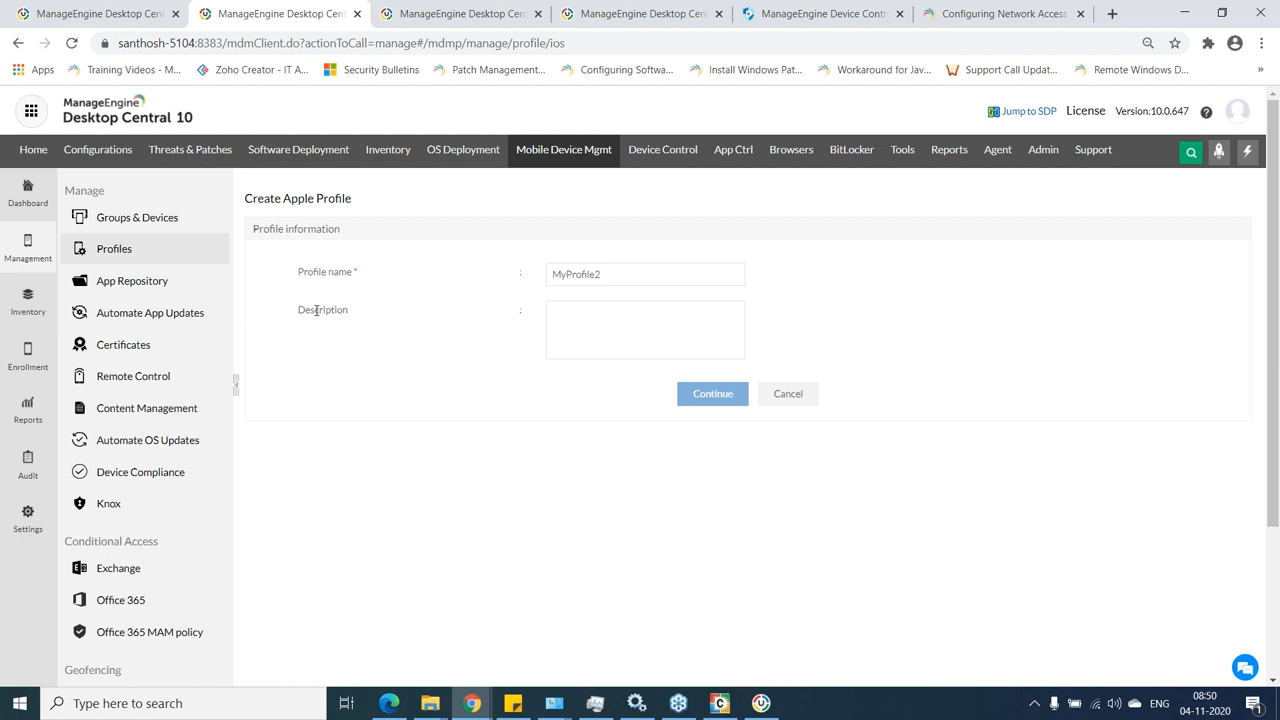 ManageEngine Desktop Cent
ManageEngine Desktop Cent
ManageEngine Desktop Cent
ManageEngine Desktop Cent
ManageEngine Device Contr
Configuring Network Access
santhosh-5104:8383/mdmClient.do?actionToCall=manage#/mdmp/manage/profile/ios
Apps
Training Videos - M...
Zoho Creator - IT A...
Security Bulletins
Patch Management...
Configuring Softwa...
Install Windows Pat...
Workaround for Jav...
Support Call Updat...
Remote Windows D...
»
ManageEngine
Desktop Central 10
Jump to SDP
License
Version:10.0.647
Home
Configurations
Threats & Patches
Software Deployment
Inventory
OS Deployment
Mobile Device Mgmt
Device Control
App Ctrl
Browsers
BitLocker
Tools
Reports
Agent
Admin
Support
Dashboard
Management
Inventory
Enrollment
Reports
Audit
Settings
Manage
Groups & Devices
Profiles
App Repository
Automate App Updates
Certificates
Remote Control
Content Management
Automate OS Updates
Device Compliance
Knox
Conditional Access
Exchange
Office 365
Office 365 MAM policy
Geofencing
Create Apple Profile
Profile information
Profile name * : MyProfile2
Description :
Continue
Cancel
Type here to search
ENG
08:50
04-11-2020